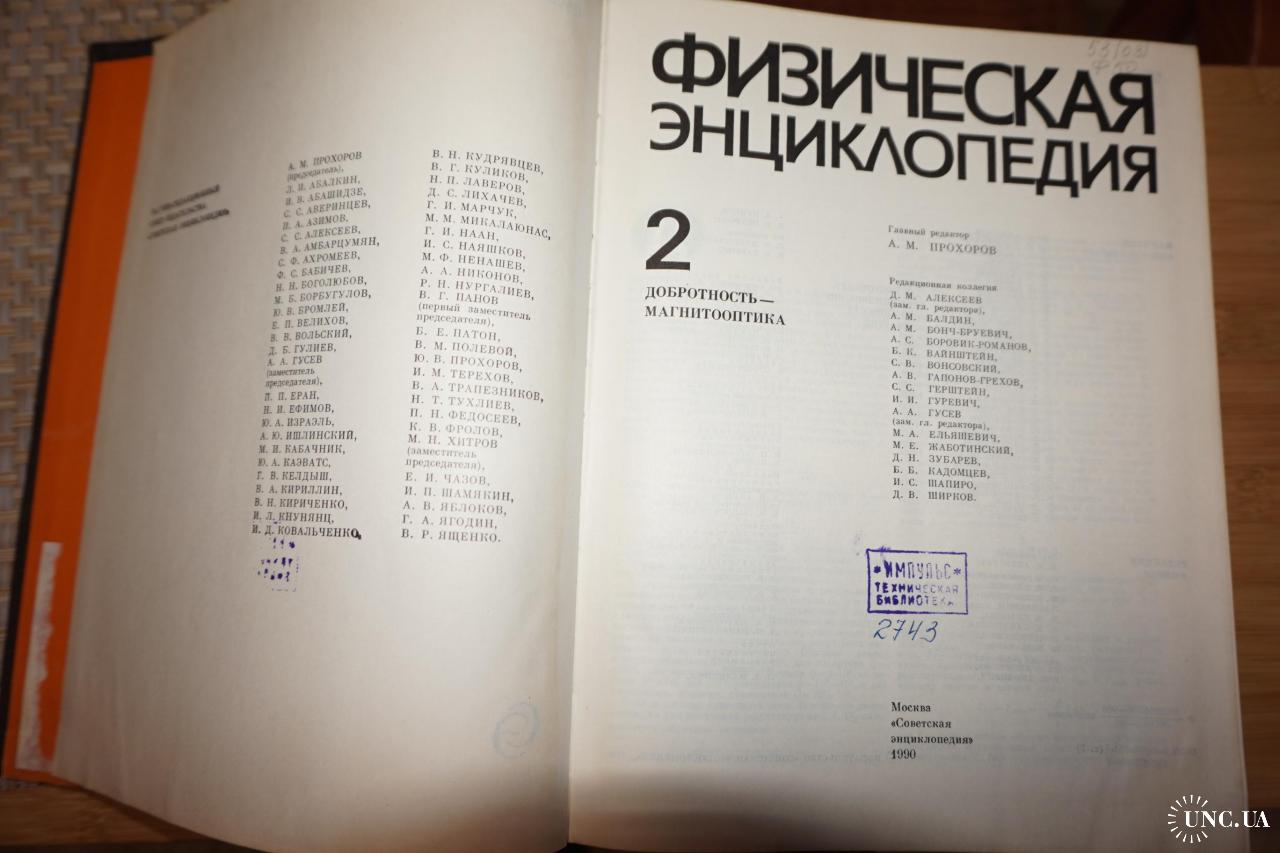 А. М. ПРОХОРОВ
(председатель),
Л. И. АБАЛКИН,
И. В. АБАШИДЗЕ,
С. С. АВЕРИНЦЕВ,
П. А. АЗИМОВ,
С. С. АЛЕКСЕЕВ,
В. А. АМБАРЦУМЯН,
С. Ф. АХРОМЕЕВ,
Ф. С. БАБИЧЕВ,
Н. Н. БОГОЛЮБОВ,
М. Б. БОРБУГУЛОВ,
Ю. В. БРОМЛЕЙ,
Е. П. ВЕЛИХОВ,
В. В. ВОЛЬСКИЙ,
Д. Б. ГУЛИЕВ,
А. А. ГУСЕВ
(заместитель
председателя),
П. П. ЕРАН,
Н. И. ЕФИМОВ,
Ю. А. ИЗРАЭЛЬ,
А. Ю. ИШЛИНСКИЙ,
М. И. КАБАЧНИК,
Ю. А. КАЭВАТС,
Г. В. КЕЛДЫШ,
В. А. КИРИЛЛИН,
В. Н. КИРИЧЕНКО,
И. Л. КНУНЯНЦ,
И. Д. КОВАЛЬЧЕНКО,
В. Н. КУДРЯВЦЕВ,
В. Г. КУЛИКОВ,
Н. П. ЛАВЕРОВ,
Д. С. ЛИХАЧЕВ,
Г. И. МАРЧУК,
М. М. МИКАЛАЮНАС,
Г. И. НААН,
И. С. НАЯШКОВ,
М. Ф. НЕНАШЕВ,
А. А. НИКОНОВ,
Р. Н. НУРГАЛИЕВ,
В. Г. ПАНОВ
(первый заместитель
председателя),
Б. Е. ПАТОН,
В. М. ПОЛЕВОЙ,
Ю. В. ПРОХОРОВ,
И. М. ТЕРЕХОВ,
В. А. ТРАПЕЗНИКОВ,
Н. Т. ТУХЛИЕВ,
П. Н. ФЕДОСЕЕВ,
К. В. ФРОЛОВ,
М. Н. ХИТРОВ
(заместитель
председателя),
Е. И. ЧАЗОВ,
И. П. ШАМЯКИН,
А. В. ЯБЛОКОВ,
Г. А. ЯГОДИН,
В. Р. ЯЩЕНКО.
ФИЗИЧЕСКАЯ
ЭНЦИКЛОПЕДИЯ
2
ДОБРОТНОСТЬ—
МАГНИТООПТИКА
Главный редактор
А. М. ПРОХОРОВ
Редакционная коллегия
Д. М. АЛЕКСЕЕВ
(зам. гл. редактора),
А. М. БАЛДИН,
А. М. БОНЧ-БРУЕВИЧ,
А. С. БОРОВИК-РОМАНОВ,
Б. К. ВАЙНШТЕЙН,
С. В. ВОНСОВСКИЙ,
А. В. ГАПОНОВ-ГРЕХОВ,
С. С. ГЕРШТЕЙН,
И. И. ГУРЕВИЧ,
А. А. ГУСЕВ
(зам. гл. редактора),
М. А. ЕЛЬЯШЕВИЧ,
М. Е. ЖАБОТИНСКИЙ,
Д. Н. ЗУБАРЕВ,
Б. Б. КАДОМЦЕВ,
И. С. ШАПИРО,
Д. В. ШИРКОВ.
*ИМПУЛЬС*
ТЕХНИЧЕСКАЯ
БИБЛИОТЕКА
2743
Москва
«Советская
энциклопедия»
1990
UNC.UA